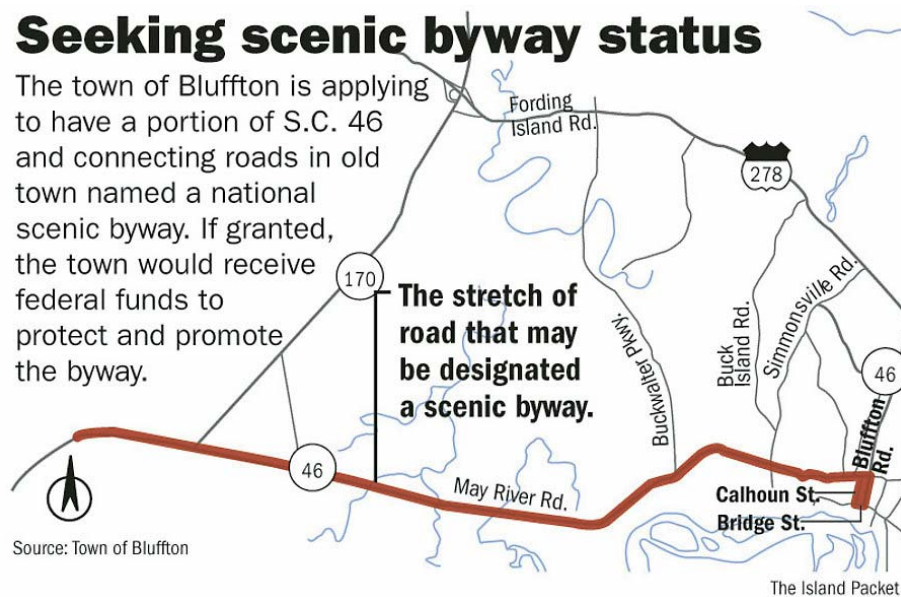 Seeking scenic byway status
The town of Bluffton is applying
to have a portion of S.C. 46
and connecting roads in old
town named a national
scenic byway. If granted,
the town would receive
federal funds to
protect and promote
the byway.
Fording
Island Rd.
278
170
The stretch of
road that may
be designated
a scenic byway.
Buckwalter Pkwy.
Buck
Island Rd.
Simmonsville Rd.
46
Bluffton
Rd.
46
May River Rd.
Calhoun St.
Bridge St.
Source: Town of Bluffton
The Island Packet